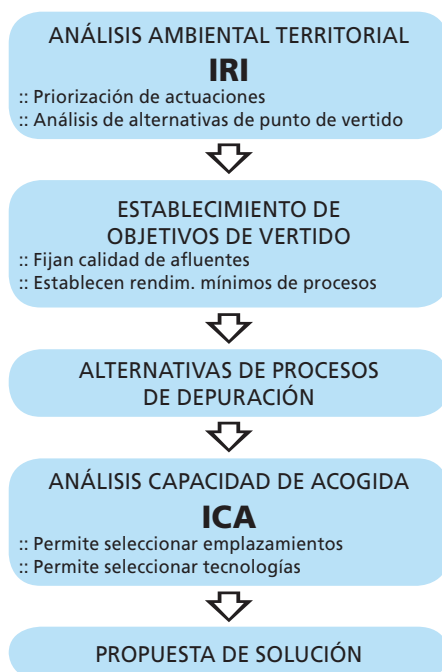 ANÁLISIS AMBIENTAL TERRITORIAL
IRI
:: Priorización de actuaciones
:: Análisis de alternativas de punto de vertido
ESTABLECIMIENTO DE
OBJETIVOS DE VERTIDO
:: Fijan calidad de afluentes
:: Establecen rendim. mínimos de procesos
ALTERNATIVAS DE PROCESOS
DE DEPURACIÓN
ANÁLISIS CAPACIDAD DE ACOGIDA
ICA
:: Permite seleccionar emplazamientos
:: Permite seleccionar tecnologías
PROPUESTA DE SOLUCIÓN